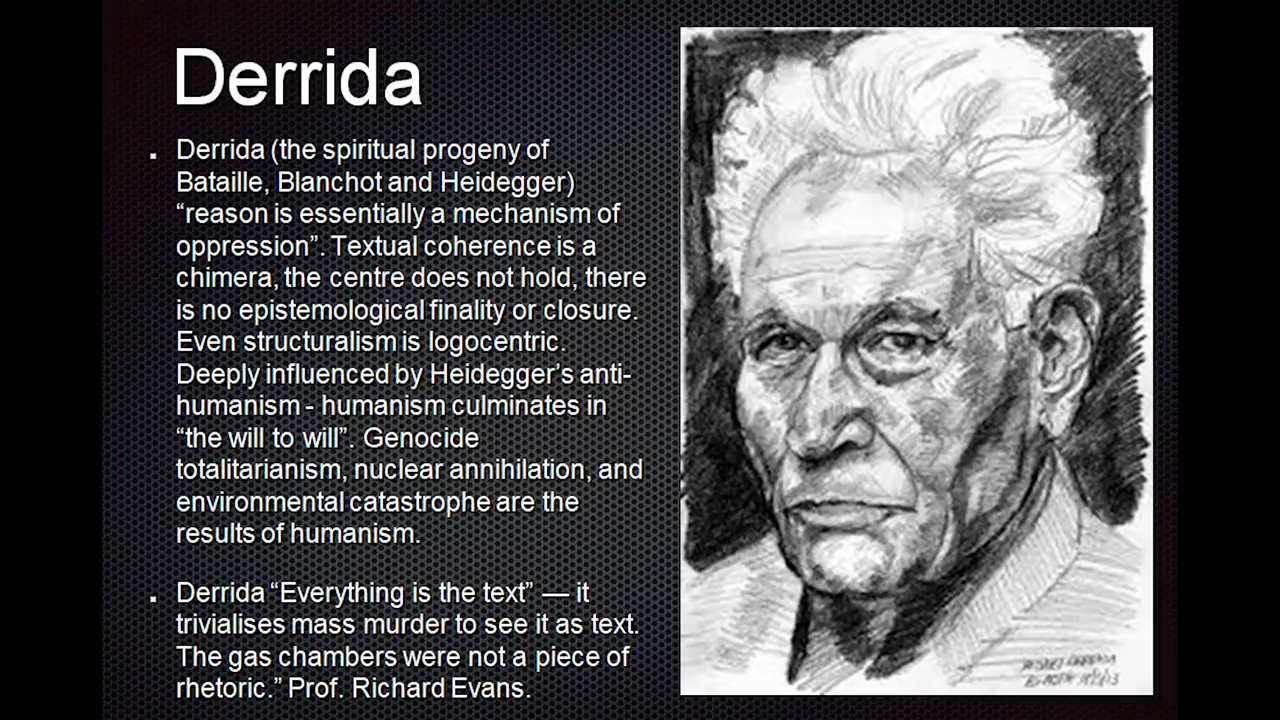 Derrida
Derrida (the spiritual progeny of
Bataille, Blanchot and Heidegger)
“reason is essentially a mechanism of
oppression”. Textual coherence is a
chimera, the centre does not hold, there
is no epistemological finality or closure.
Even structuralism is logocentric.
Deeply influenced by Heidegger’s anti-
humanism - humanism culminates in
“the will to will”. Genocide
totalitarianism, nuclear annihilation, and
environmental catastrophe are the
results of humanism.
Derrida “Everything is the text” — it
trivialises mass murder to see it as text.
The gas chambers were not a piece of
rhetoric.” Prof. Richard Evans.